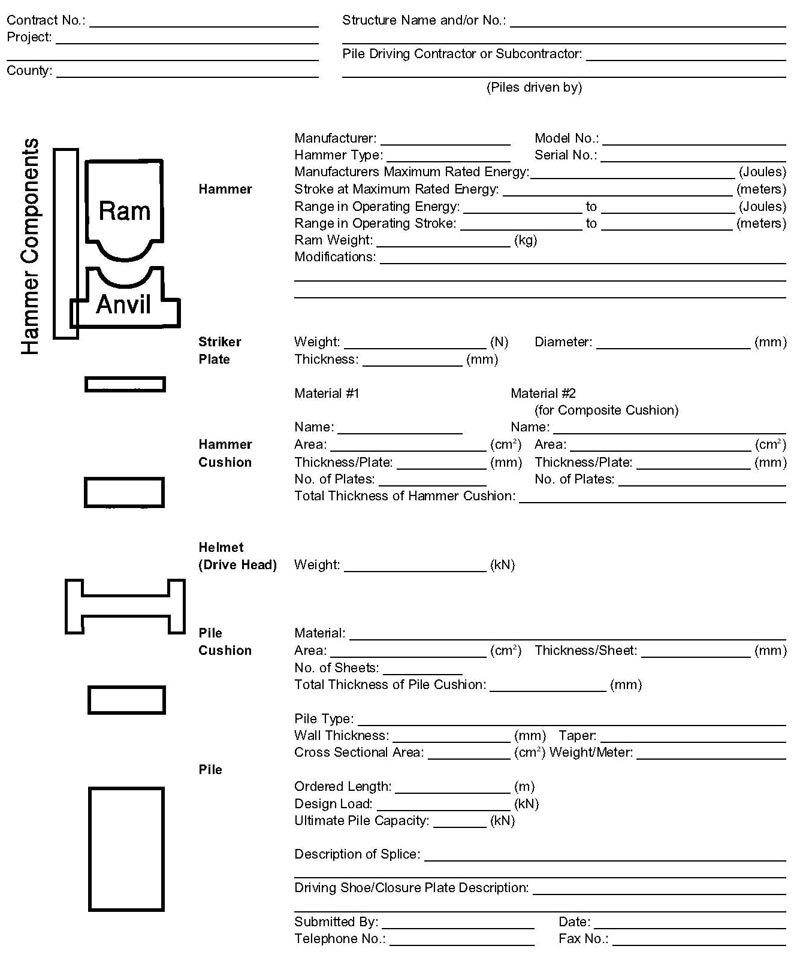 Contract No.: Structure Name and/or No.:
Project:
Pile Driving Contractor or Subcontractor:
County:
(Piles driven by)
Hammer Components
Ram
Anvil
Hammer
Manufacturer: Model No.:
Hammer Type: Serial No.:
Manufacturers Maximum Rated Energy: (Joules)
Stroke at Maximum Rated Energy: (meters)
Range in Operating Energy: to (Joules)
Range in Operating Stroke: to (meters)
Ram Weight: (kg)
Modifications:
Striker
Plate
Weight: (N) Diameter: (mm)
Thickness: (mm)
Material #1 Material #2
(for Composite Cushion)
Name: Name:
Hammer
Cushion
Area: (cm²) Area: (cm²)
Thickness/Plate: (mm) Thickness/Plate: (mm)
No. of Plates: No. of Plates:
Total Thickness of Hammer Cushion:
Helmet
(Drive Head)
Weight: (kN)
Pile
Cushion
Material:
Area: (cm²) Thickness/Sheet: (mm)
No. of Sheets:
Total Thickness of Pile Cushion: (mm)
Pile
Pile Type:
Wall Thickness: (mm) Taper:
Cross Sectional Area: (cm²) Weight/Meter:
Ordered Length: (m)
Design Load: (kN)
Ultimate Pile Capacity: (kN)
Description of Splice:
Driving Shoe/Closure Plate Description:
Submitted By: Date:
Telephone No.: Fax No.: